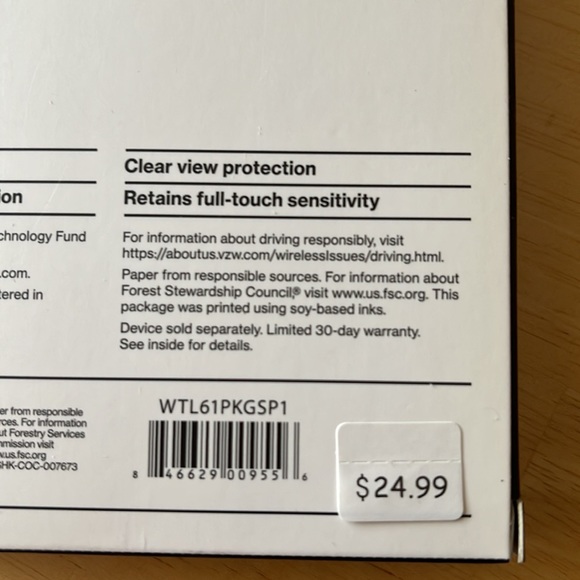 Clear view protection
ion
Retains full-touch sensitivity
chnology Fund
For information about driving responsibly, visit
https://aboutus.vzw.com/wirelessIssues/driving.html.
.com.
Paper from responsible sources. For information about
tered in
Forest Stewardship Council® visit www.us.fsc.org. This
package was printed using soy-based inks.
Device sold separately. Limited 30-day warranty.
See inside for details.
er from responsible
rces. For information
ut Forestry Services
mmission visit
w.us.fsc.org
HK-COC-007673
WTL61PKGSP1
8 46629 00955 6
$24.99